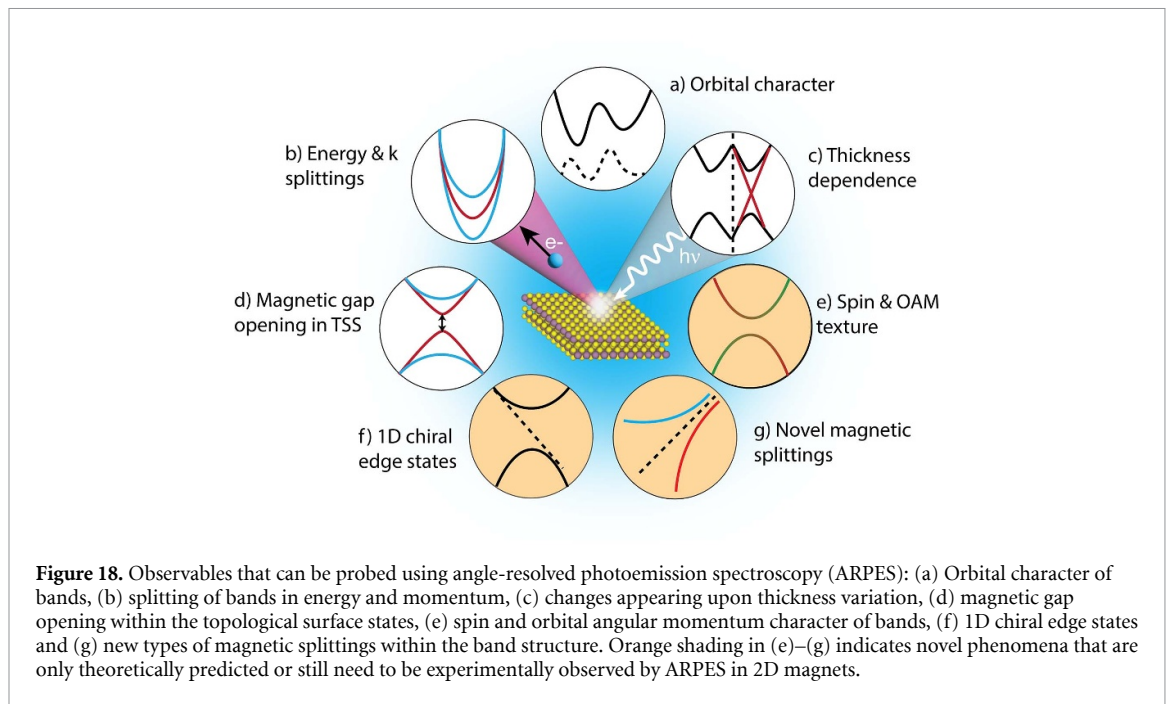 a) Orbital character
b) Energy & k
splittings
c) Thickness
dependence
e-
hν
d) Magnetic gap
opening in TSS
e) Spin & OAM
texture
f) 1D chiral
edge states
g) Novel magnetic
splittings
Figure 18. Observables that can be probed using angle-resolved photoemission spectroscopy (ARPES): (a) Orbital character of
bands, (b) splitting of bands in energy and momentum, (c) changes appearing upon thickness variation, (d) magnetic gap
opening within the topological surface states, (e) spin and orbital angular momentum character of bands, (f) 1D chiral edge states
and (g) new types of magnetic splittings within the band structure. Orange shading in (e)–(g) indicates novel phenomena that are
only theoretically predicted or still need to be experimentally observed by ARPES in 2D magnets.